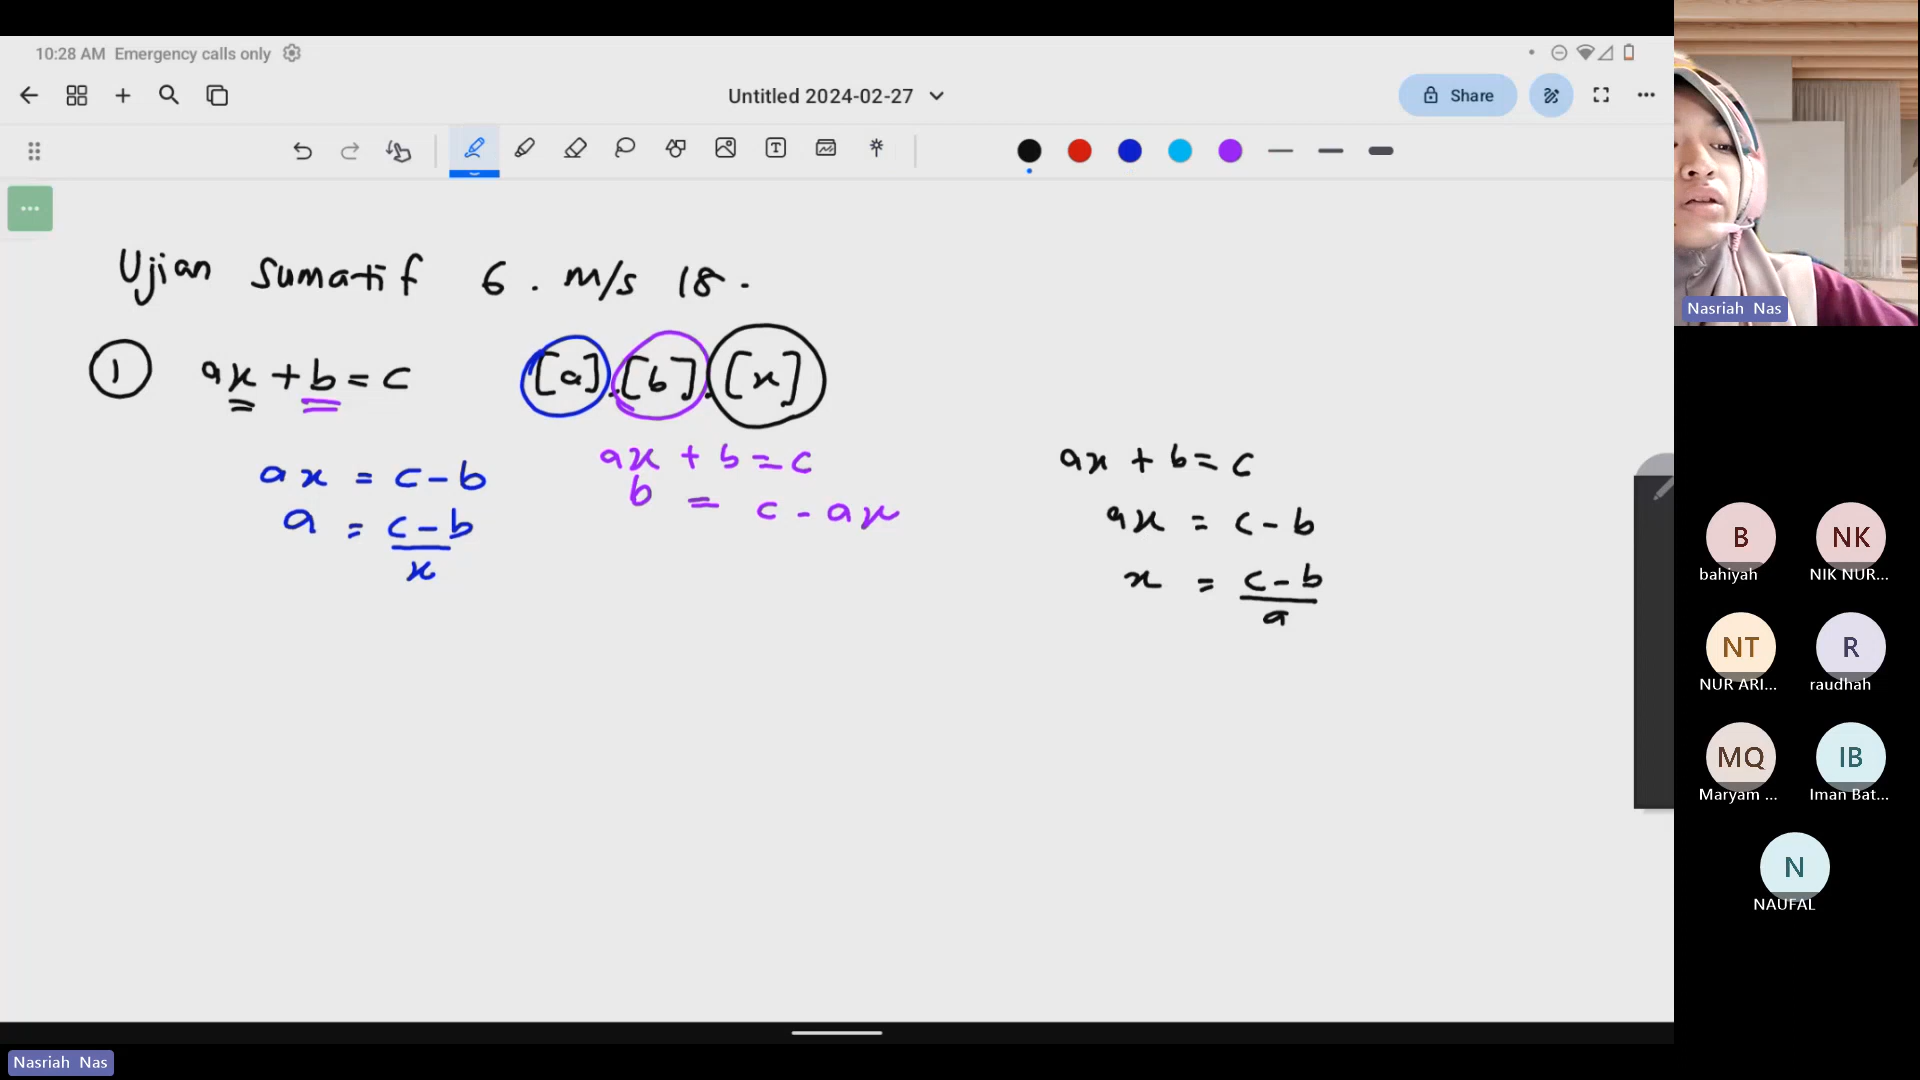 10:28 AM Emergency calls only
Untitled 2024-02-27
Share
Ujian Sumatif 6. m/s 18.
① ax + b = c [a].[b].[x]
ax = c - b
a = c - b
x
ax + b = c
b = c - ax
ax + b = c
ax = c - b
x = c - b
a
Nasriah Nas
B
bahiyah
NK
NIK NUR...
NT
NUR ARI...
R
raudhah
MQ
Maryam ...
IB
Iman Bat...
N
NAUFAL
Nasriah Nas